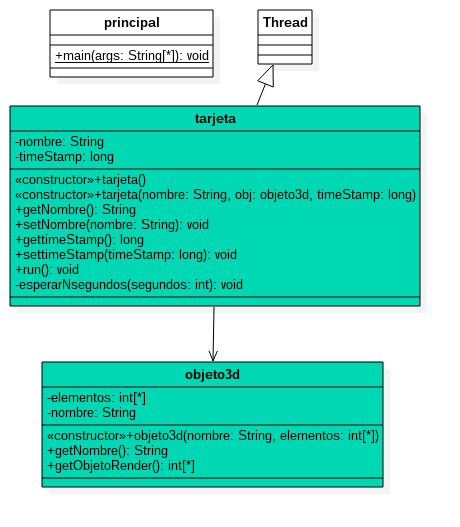 principal
+main(args: String[*]): void
Thread
tarjeta
-nombre: String
-timeStamp: long
«constructor»+tarjeta()
«constructor»+tarjeta(nombre: String, obj: objeto3d, timeStamp: long)
+getNombre(): String
+setNombre(nombre: String): void
+gettimeStamp(): long
+settimeStamp(timeStamp: long): void
+run(): void
-esperarNsegundos(segundos: int): void
objeto3d
-elementos: int[*]
-nombre: String
«constructor»+objeto3d(nombre: String, elementos: int[*])
+getNombre(): String
+getObjetoRender(): int[*]